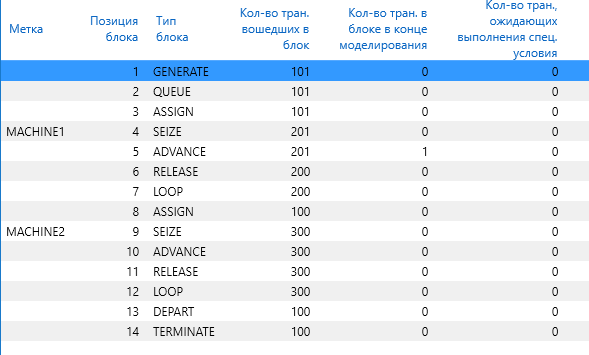 Метка Позиция блока Тип блока Кол-во тран. вошедших в блок Кол-во тран. в блоке в конце моделирования Кол-во тран., ожидающих выполнения спец. условия
1 GENERATE 101 0 0
2 QUEUE 101 0 0
3 ASSIGN 101 0 0
MACHINE1 4 SEIZE 201 0 0
5 ADVANCE 201 1 0
6 RELEASE 200 0 0
7 LOOP 200 0 0
8 ASSIGN 100 0 0
MACHINE2 9 SEIZE 300 0 0
10 ADVANCE 300 0 0
11 RELEASE 300 0 0
12 LOOP 300 0 0
13 DEPART 100 0 0
14 TERMINATE 100 0 0